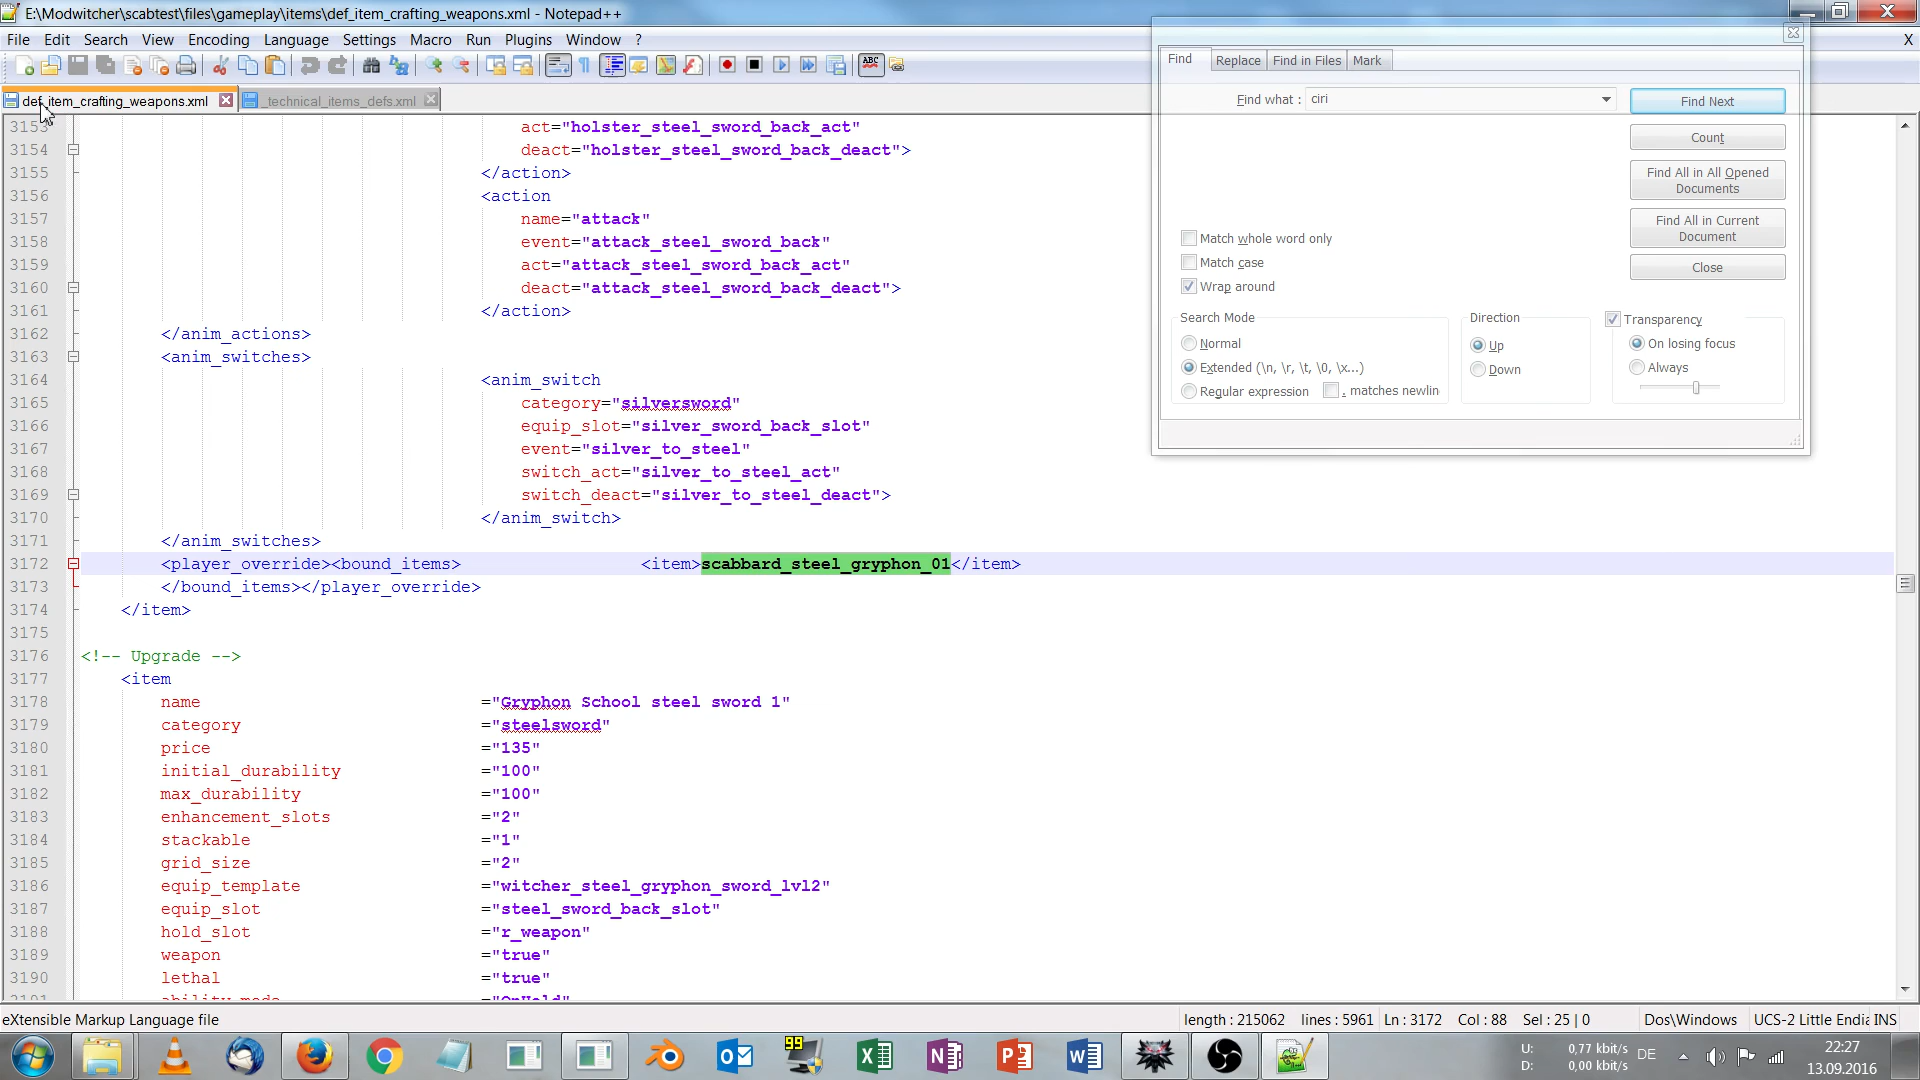 E:\Modwitcher\scabtest\files\gameplay\items\def_item_crafting_weapons.xml - Notepad++
File Edit Search View Encoding Language Settings Macro Run Plugins Window ? X
ABC
def_item_crafting_weapons.xml _technical_items_defs.xml
3153 act="holster_steel_sword_back_act"
3154 deact="holster_steel_sword_back_deact">
3155 </action>
3156 <action
3157 name="attack"
3158 event="attack_steel_sword_back"
3159 act="attack_steel_sword_back_act"
3160 deact="attack_steel_sword_back_deact">
3161 </action>
3162 </anim_actions>
3163 <anim_switches>
3164 <anim_switch
3165 category="silversword"
3166 equip_slot="silver_sword_back_slot"
3167 event="silver_to_steel"
3168 switch_act="silver_to_steel_act"
3169 switch_deact="silver_to_steel_deact">
3170 </anim_switch>
3171 </anim_switches>
3172 <player_override><bound_items> <item>scabbard_steel_gryphon_01</item>
3173 </bound_items></player_override>
3174 </item>
3175
3176 <!-- Upgrade -->
3177 <item
3178 name ="Gryphon School steel sword 1"
3179 category ="steelsword"
3180 price ="135"
3181 initial_durability ="100"
3182 max_durability ="100"
3183 enhancement_slots ="2"
3184 stackable ="1"
3185 grid_size ="2"
3186 equip_template ="witcher_steel_gryphon_sword_lvl2"
3187 equip_slot ="steel_sword_back_slot"
3188 hold_slot ="r_weapon"
3189 weapon ="true"
3190 lethal ="true"
3191 ability_mode ="OnHold"
Find Replace Find in Files Mark
Find what : ciri
Find Next
Count
Find All in All Opened Documents
Find All in Current Document
Close
Match whole word only
Match case
Wrap around
Search Mode
Normal
Extended (\n, \r, \t, \0, \x...)
Regular expression . matches newlin
Direction
Up
Down
Transparency
On losing focus
Always
eXtensible Markup Language file length : 215062 lines : 5961 Ln : 3172 Col : 88 Sel : 25 | 0 Dos\Windows UCS-2 Little Endia INS
99
U: 0,77 kbit/s
D: 0,00 kbit/s
DE
22:27
13.09.2016